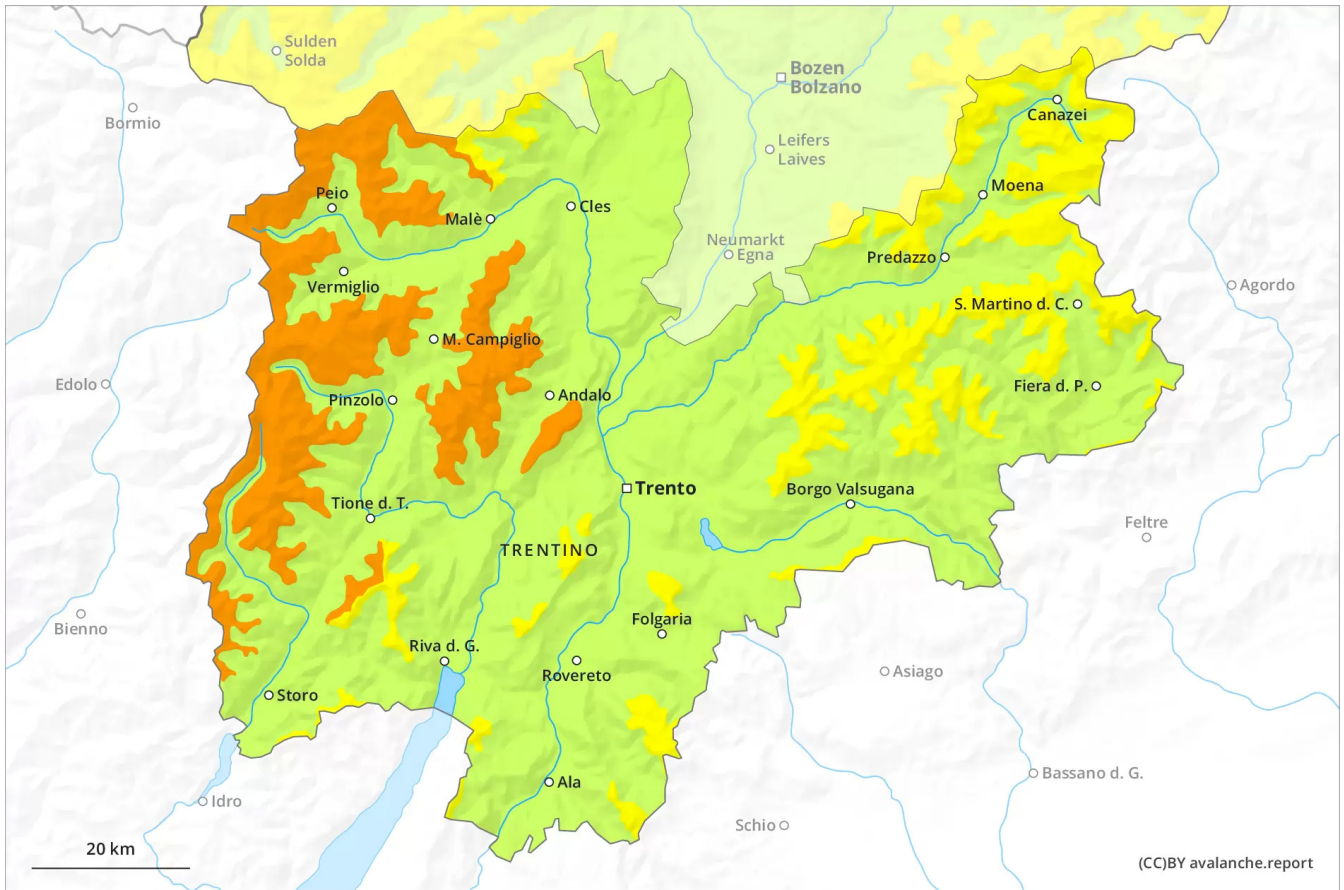 Sulden
Solda
Bozen
Bolzano
Bormio
Canazei
Leifers
Laives
Moena
Peio
Malè
Cles
Neumarkt
Egna
Predazzo
Vermiglio
Agordo
S. Martino d. C.
M. Campiglio
Edolo
Andalo
Fiera d. P.
Pinzolo
Trento
Borgo Valsugana
Tione d. T.
Feltre
TRENTINO
Bienno
Folgaria
Riva d. G.
Rovereto
Asiago
Storo
Bassano d. G.
Ala
Idro
Schio
20 km
(CC)BY avalanche.report